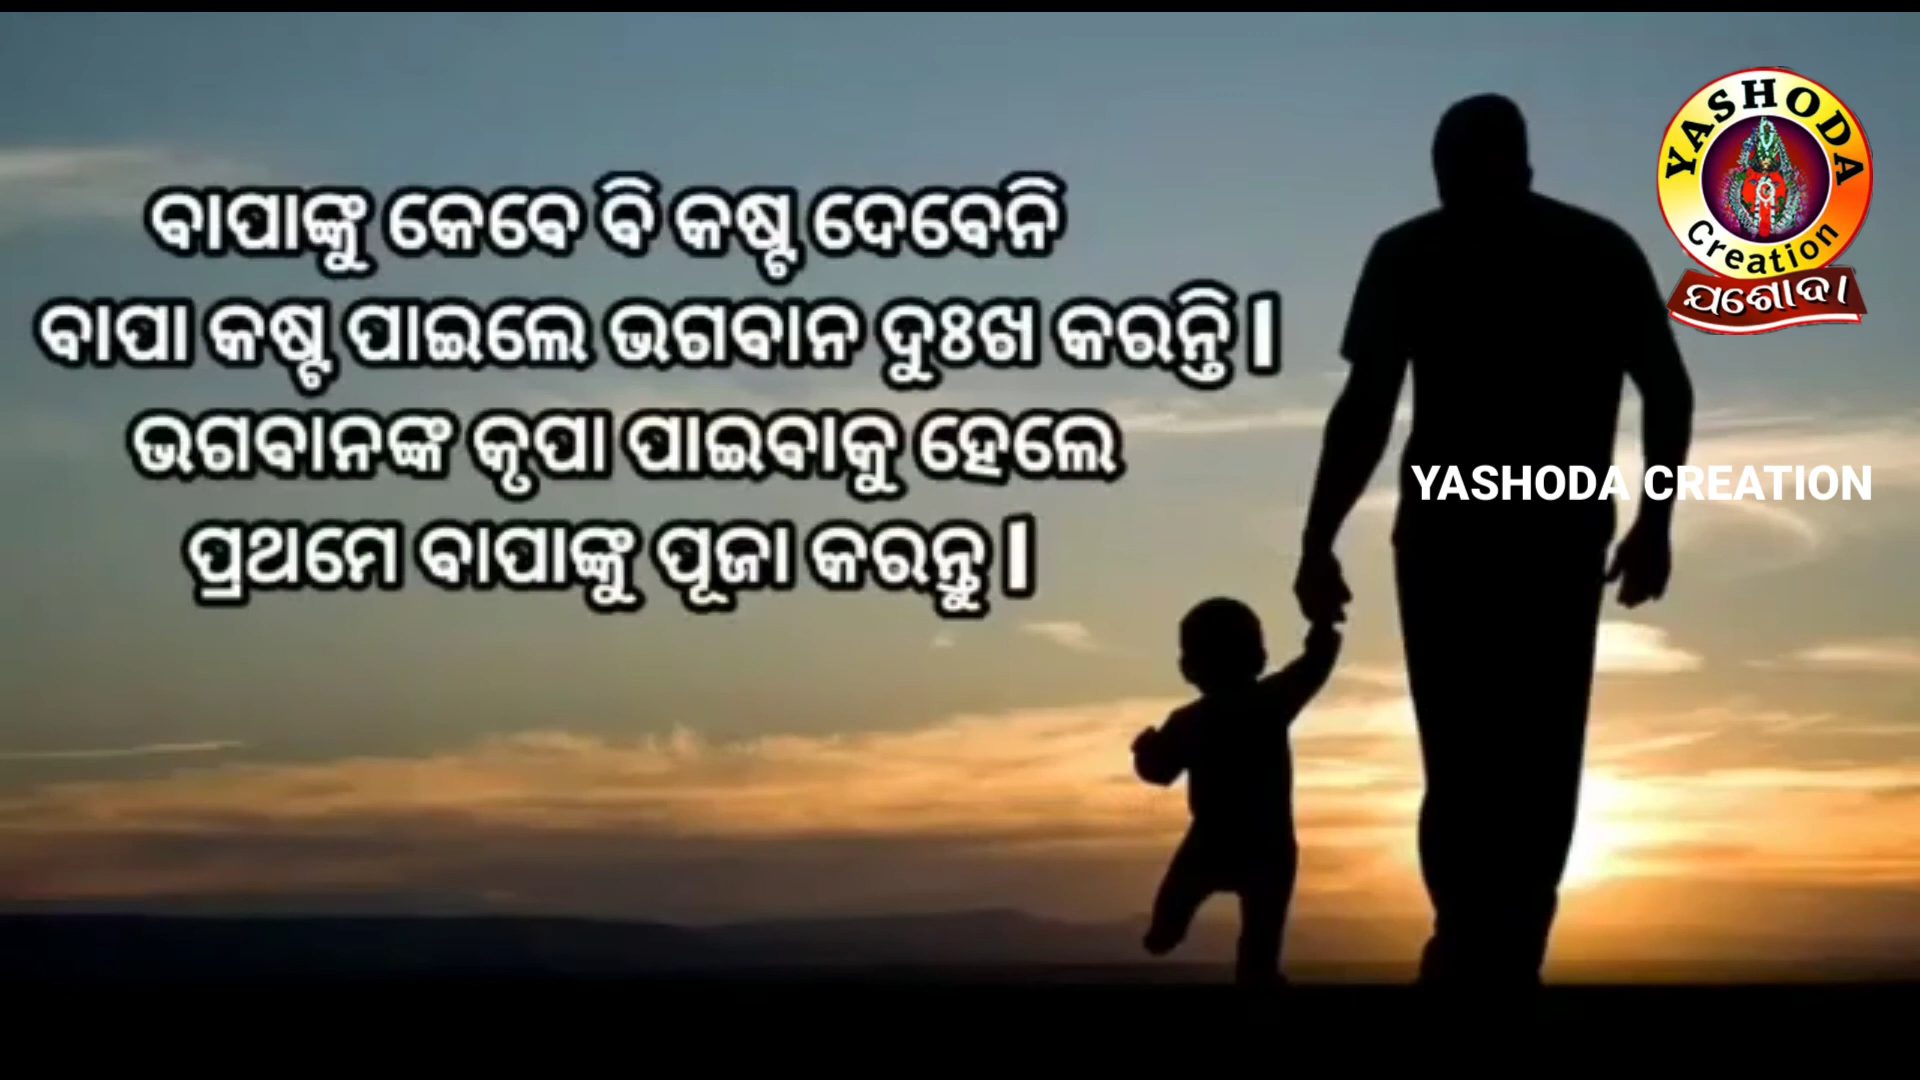 ବାପାଙ୍କୁ କେବେ ବି କଷ୍ଟ ଦେବେନି
ବାପା କଷ୍ଟ ପାଇଲେ ଭଗବାନ ଦୁଃଖ କରନ୍ତି ।
ଭଗବାନଙ୍କ କୃପା ପାଇବାକୁ ହେଲେ
ପ୍ରଥମେ ବାପାଙ୍କୁ ପୂଜା କରନ୍ତୁ ।
YASHODA
Creation
ଯଶୋଦା
YASHODA CREATION